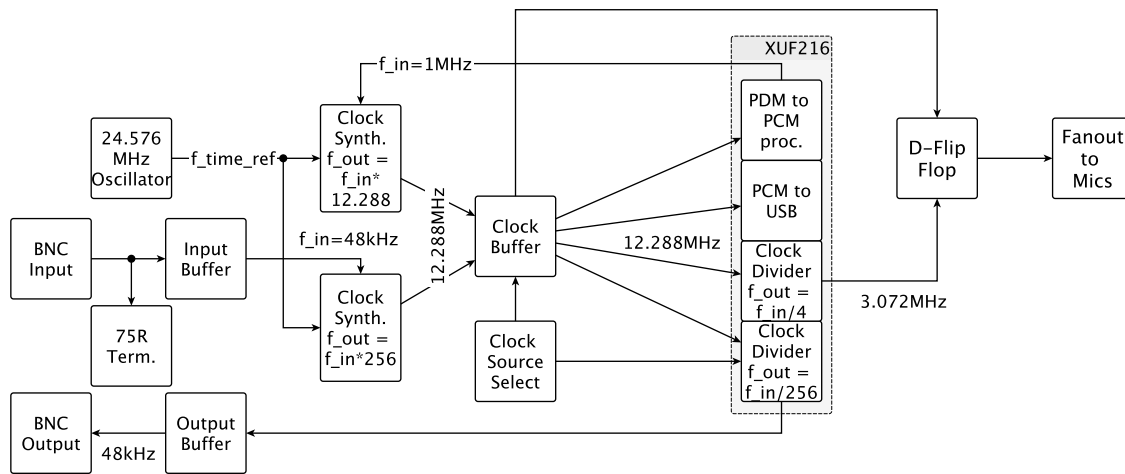 XUF216
f_in=1MHz
24.576
MHz
Oscillator
f_time_ref
Clock
Synth.
f_out =
f_in*
12.288
PDM to
PCM
proc.
D-Flip
Flop
Fanout
to
Mics
PCM to
USB
BNC
Input
Input
Buffer
f_in=48kHz
12.288MHz
Clock
Buffer
12.288MHz
Clock
Divider
f_out =
f_in/4
3.072MHz
75R
Term.
Clock
Synth.
f_out =
f_in*256
Clock
Source
Select
Clock
Divider
f_out =
f_in/256
BNC
Output
48kHz
Output
Buffer